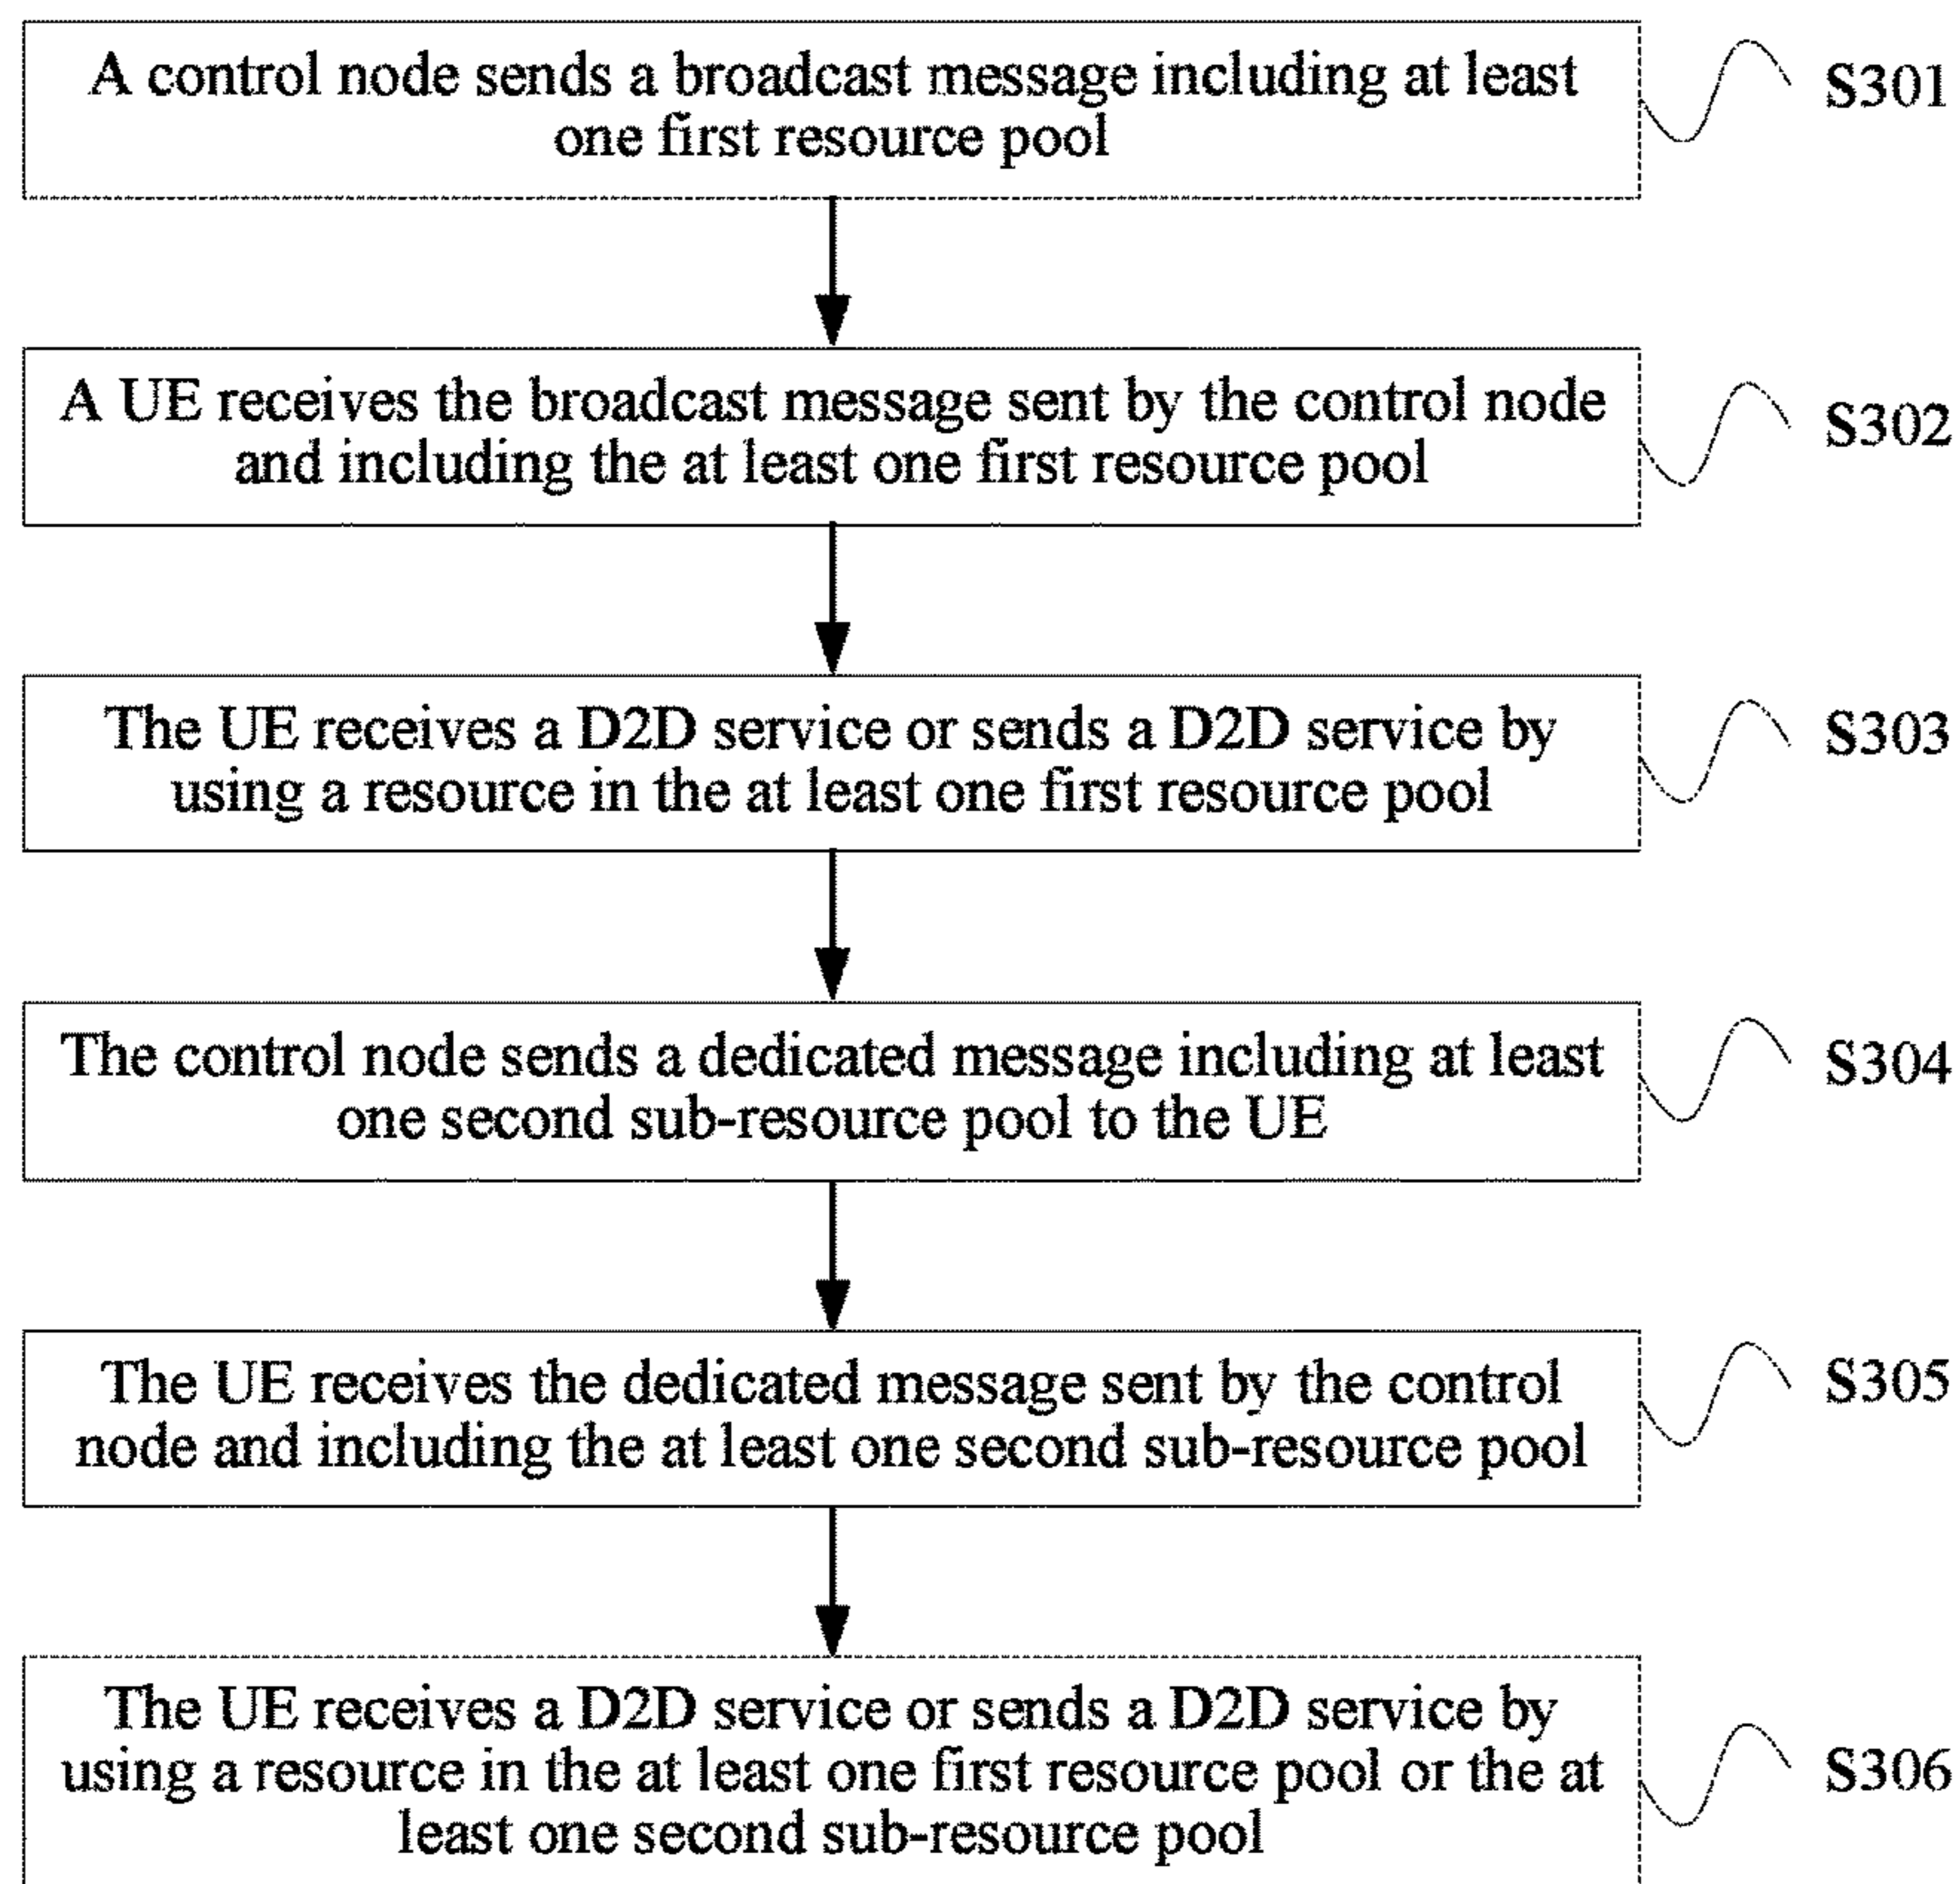 A control node sends a broadcast message including at least
one first resource pool
S301
A UE receives the broadcast message sent by the control node
and including the at least one first resource pool
S302
The UE receives a D2D service or sends a D2D service by
using a resource in the at least one first resource pool
S303
The control node sends a dedicated message including at least
one second sub-resource pool to the UE
S304
The UE receives the dedicated message sent by the control
node and including the at least one second sub-resource pool
S305
The UE receives a D2D service or sends a D2D service by
using a resource in the at least one first resource pool or the at
least one second sub-resource pool
S306